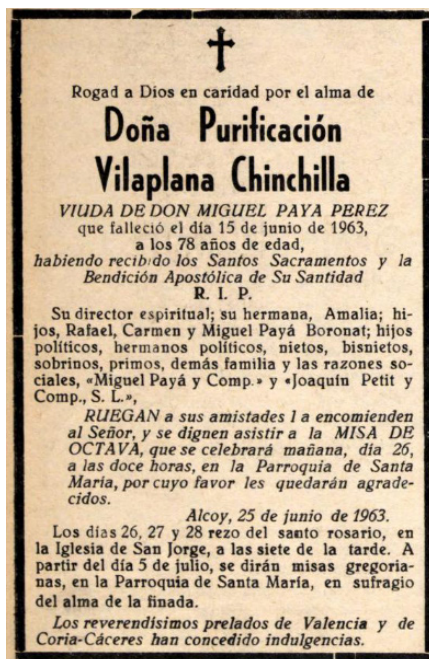 Rogad a Dios en caridad por el alma de
Doña Purificación
Vilaplana Chinchilla
VIUDA DE DON MIGUEL PAYA PEREZ
que falleció el día 15 de junio de 1963,
a los 78 años de edad,
habiendo recibido los Santos Sacramentos y la
Bendición Apostólica de Su Santidad
R. I. P.
Su director espiritual; su hermana, Amalia; hi-
jos, Rafael, Carmen y Miguel Payá Boronat; hijos
políticos, hermanos políticos, nietos, bisnietos,
sobrinos, primos, demás familia y las razones so-
ciales, «Miguel Payá y Comp.» y «Joaquín Petit y
Comp., S. L.»,
RUEGAN a sus amistades l a encomienden
al Señor, y se dignen asistir a la MISA DE
OCTAVA, que se celebrará mañana, día 26,
a las doce horas, en la Parroquia de Santa
María, por cuyo favor les quedarán agrade-
cidos.
Alcoy, 25 de junio de 1963.
Los días 26, 27 y 28 rezo del santo rosario, en
la Iglesia de San Jorge, a las siete de la tarde. A
partir del día 5 de julio, se dirán misas gregoria-
nas, en la Parroquia de Santa María, en sufragio
del alma de la finada.
Los reverendísimos prelados de Valencia y de
Coria-Cáceres han concedido indulgencias.